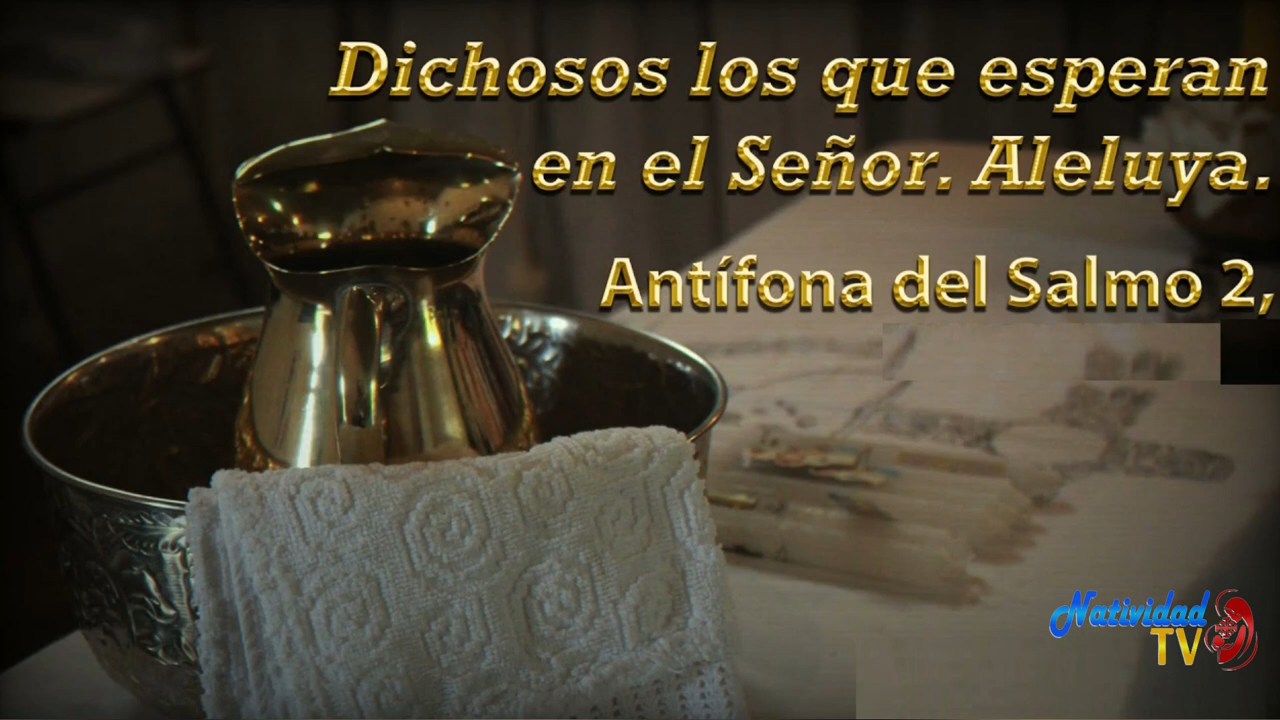 Dichosos los que esperan
en el Señor. Aleluya.
Antífona del Salmo 2,
Natividad
TV